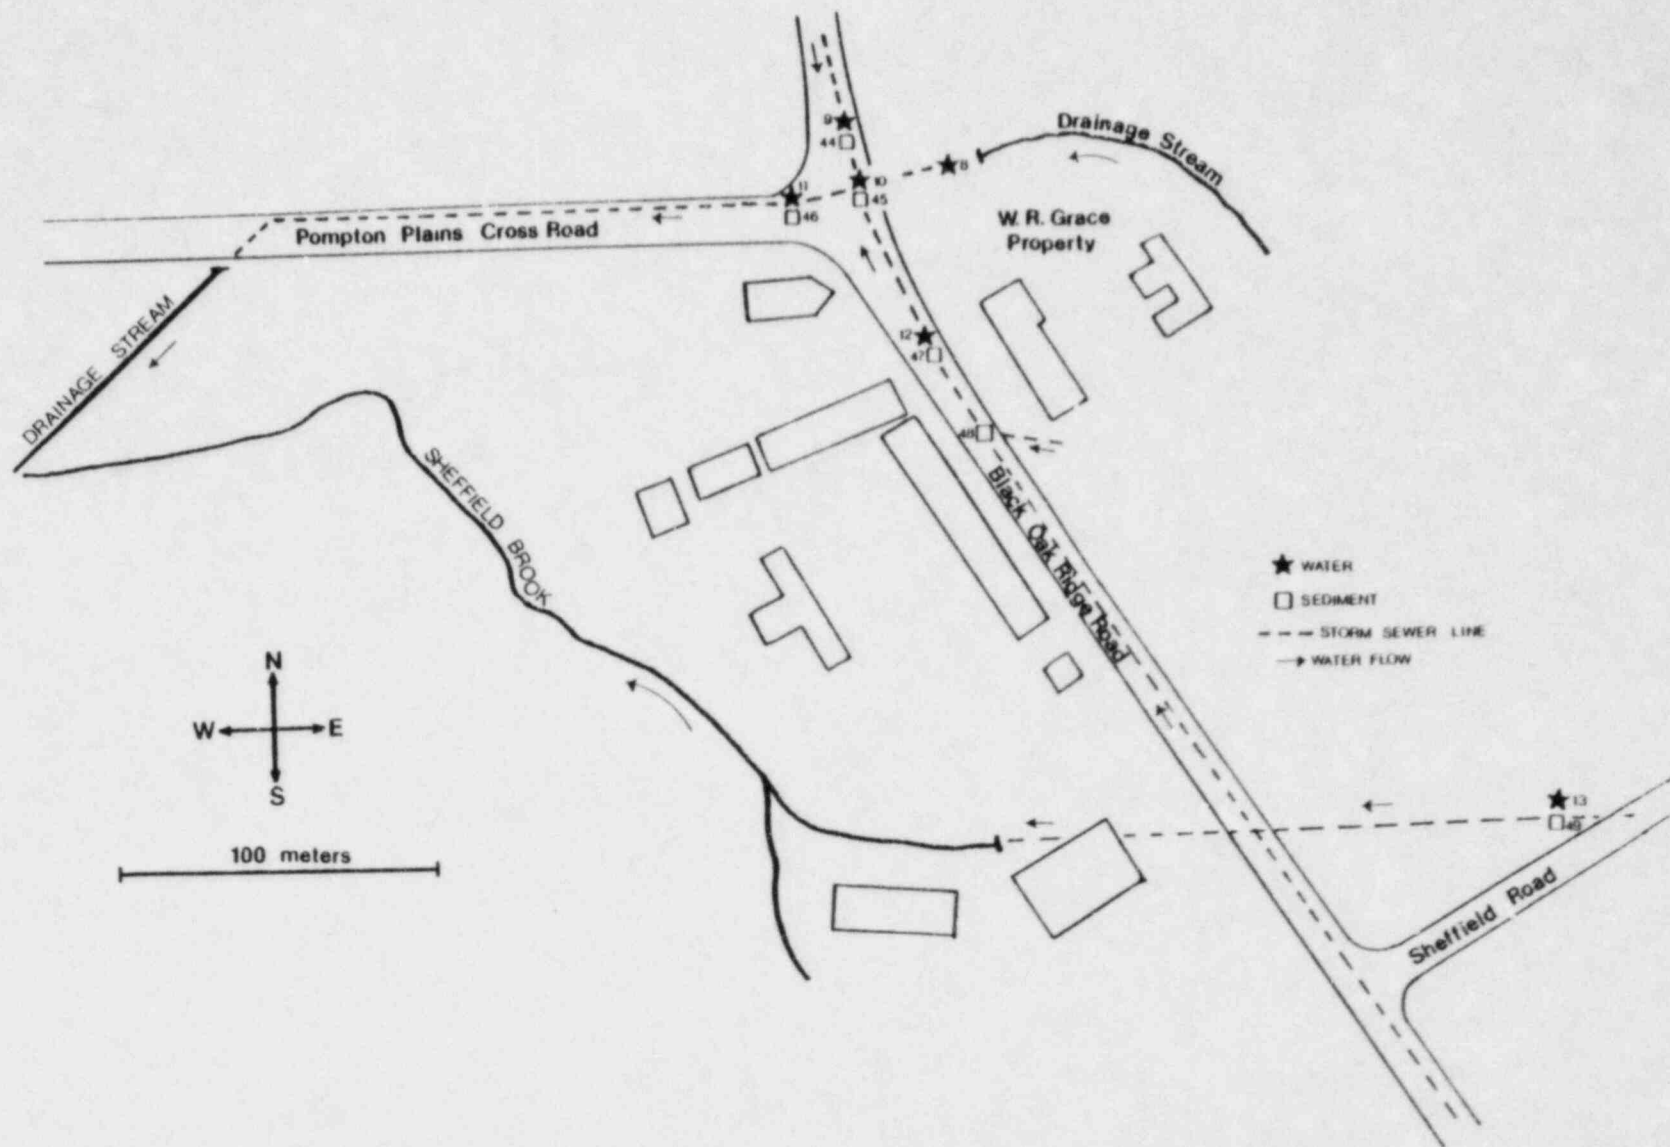 Drainage Stream
9
44
8
10
45
11
46
W. R. Grace
Property
Pompton Plains Cross Road
DRAINAGE STREAM
12
47
48
SHEFFIELD BROOK
Black Oak Ridge Road
WATER
SEDIMENT
STORM SEWER LINE
WATER FLOW
N
W E
S
100 meters
13
49
Sheffield Road